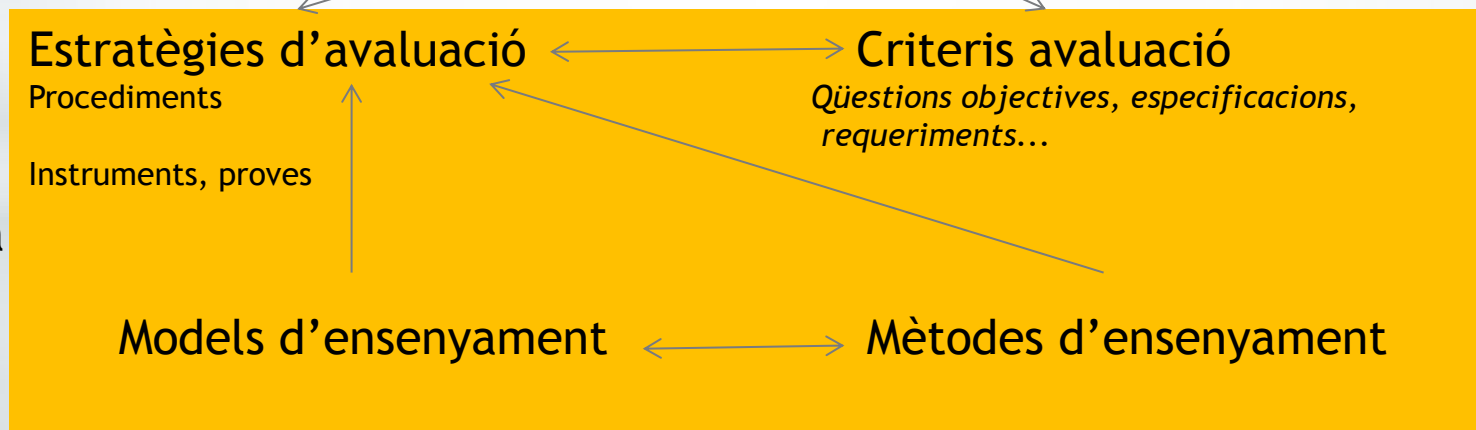 Estratègies d’avaluació
Criteris avaluació
Procediments
Qüestions objectives, especificacions,
requeriments...
Instruments, proves
Models d’ensenyament
Mètodes d’ensenyament